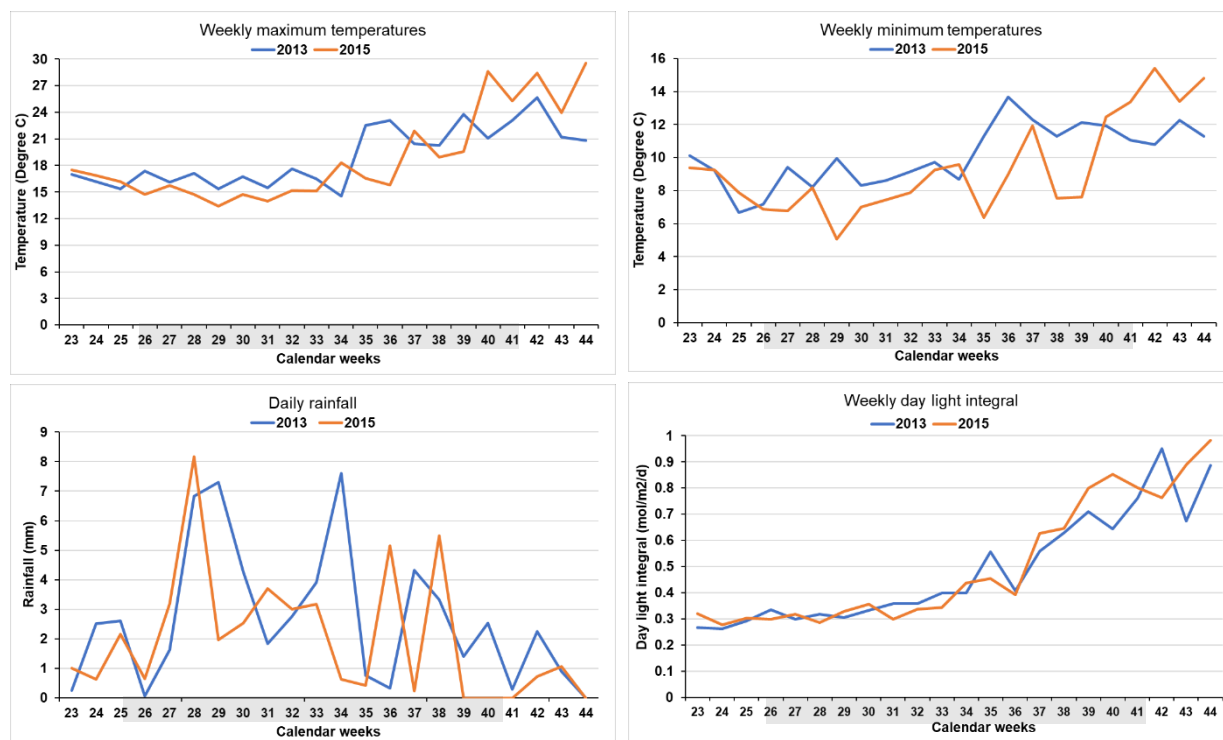 Weekly maximum temperatures
2013 2015
30
27
24
21
18
15
12
9
6
3
0
Temperature (Degree C)
23 24 25 26 27 28 29 30 31 32 33 34 35 36 37 38 39 40 41 42 43 44
Calendar weeks
Weekly minimum temperatures
2013 2015
16
14
12
10
8
6
4
2
0
Temperature (Degree C)
23 24 25 26 27 28 29 30 31 32 33 34 35 36 37 38 39 40 41 42 43 44
Calendar weeks
Daily rainfall
2013 2015
9
8
7
6
5
4
3
2
1
0
Rainfall (mm)
23 24 25 26 27 28 29 30 31 32 33 34 35 36 37 38 39 40 41 42 43 44
Calendar weeks
Weekly day light integral
2013 2015
1
0.9
0.8
0.7
0.6
0.5
0.4
0.3
0.2
0.1
0
Day light integral (mol/m2/d)
23 24 25 26 27 28 29 30 31 32 33 34 35 36 37 38 39 40 41 42 43 44
Calendar weeks